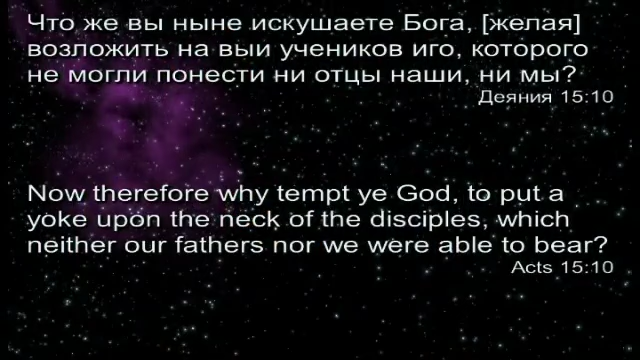 Что же вы ныне искушаете Бога, [желая]
возложить на выи учеников иго, которого
не могли понести ни отцы наши, ни мы?
Деяния 15:10
Now therefore why tempt ye God, to put a
yoke upon the neck of the disciples, which
neither our fathers nor we were able to bear?
Acts 15:10